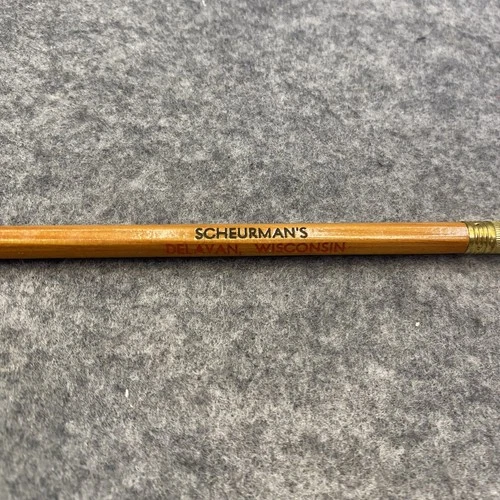 SCHEURMAN'S
DELAVAN, WISCONSIN